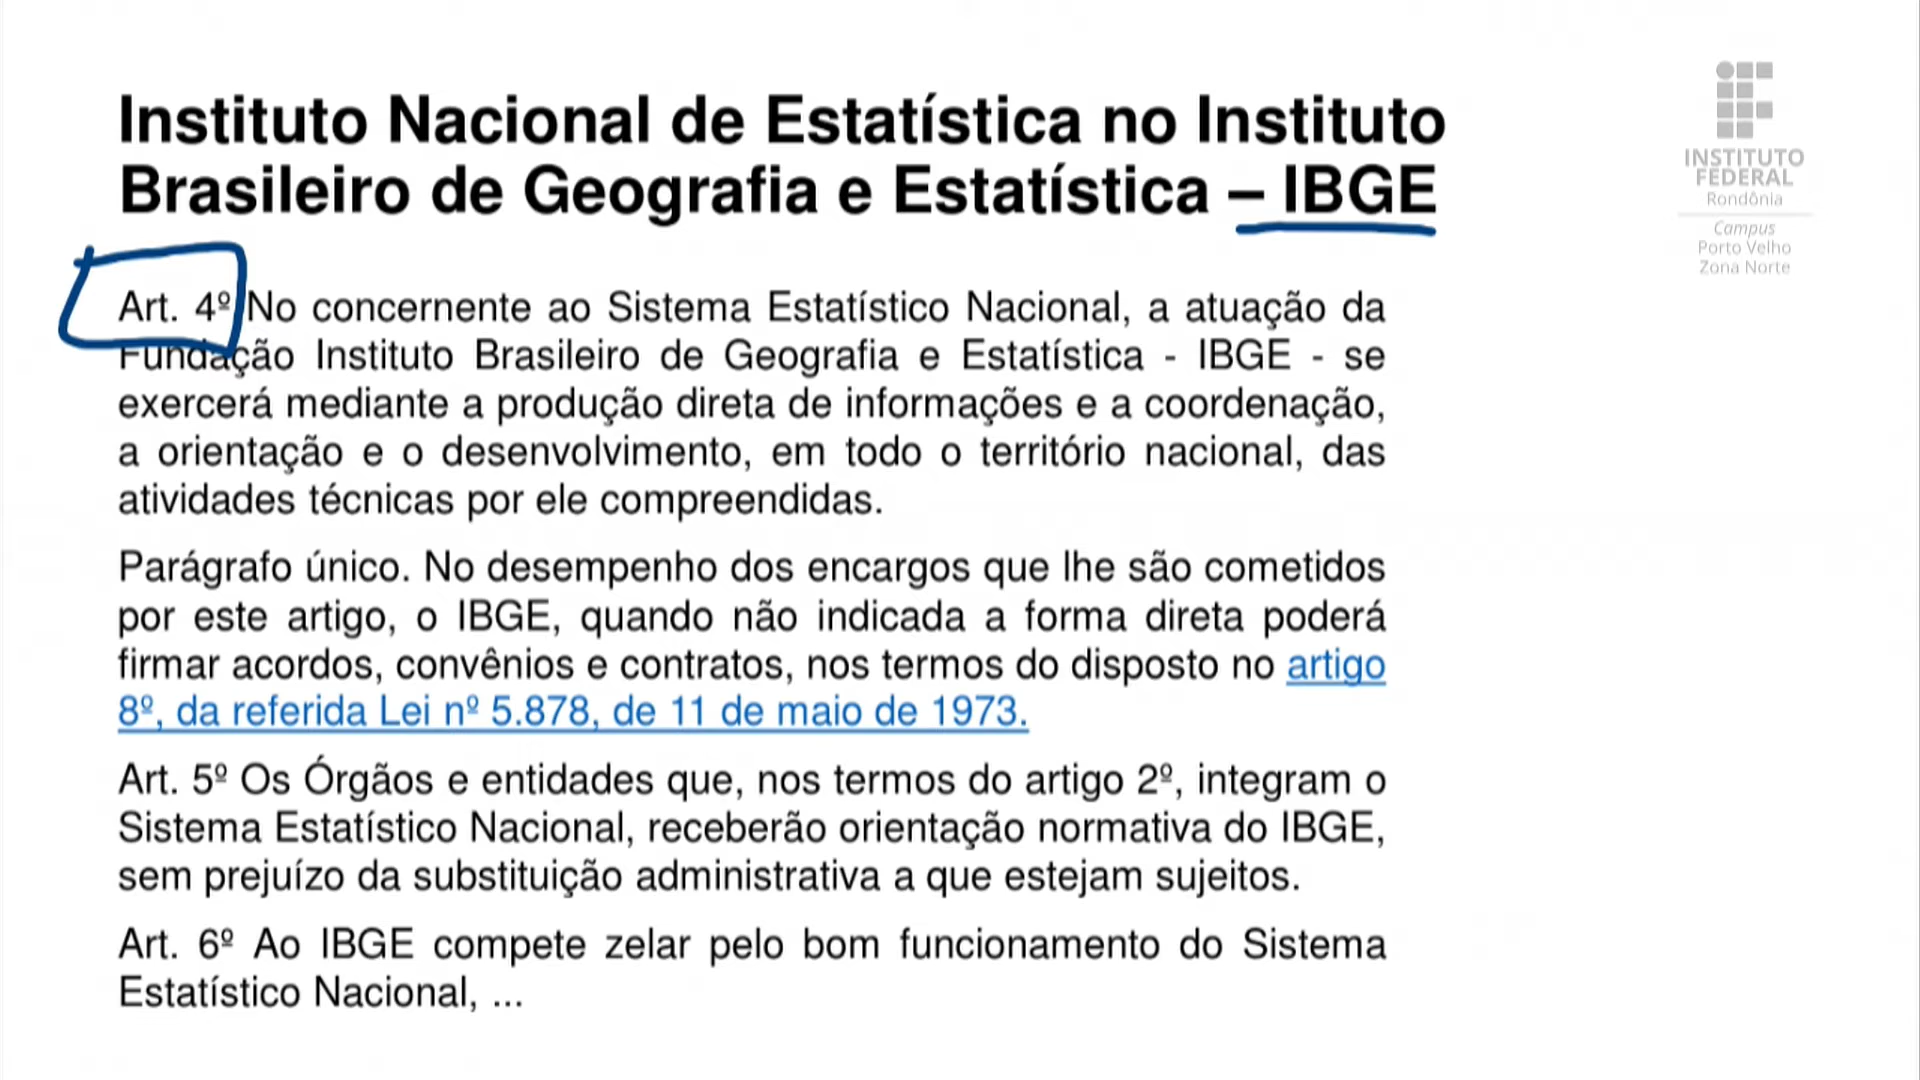 Instituto Nacional de Estatística no Instituto
Brasileiro de Geografia e Estatística – IBGE
INSTITUTO
FEDERAL
Rondônia
Campus
Porto Velho
Zona Norte
Art. 4º No concernente ao Sistema Estatístico Nacional, a atuação da
Fundação Instituto Brasileiro de Geografia e Estatística - IBGE - se
exercerá mediante a produção direta de informações e a coordenação,
a orientação e o desenvolvimento, em todo o território nacional, das
atividades técnicas por ele compreendidas.
Parágrafo único. No desempenho dos encargos que lhe são cometidos
por este artigo, o IBGE, quando não indicada a forma direta poderá
firmar acordos, convênios e contratos, nos termos do disposto no artigo
8º, da referida Lei nº 5.878, de 11 de maio de 1973.
Art. 5º Os Órgãos e entidades que, nos termos do artigo 2º, integram o
Sistema Estatístico Nacional, receberão orientação normativa do IBGE,
sem prejuízo da substituição administrativa a que estejam sujeitos.
Art. 6º Ao IBGE compete zelar pelo bom funcionamento do Sistema
Estatístico Nacional, ...